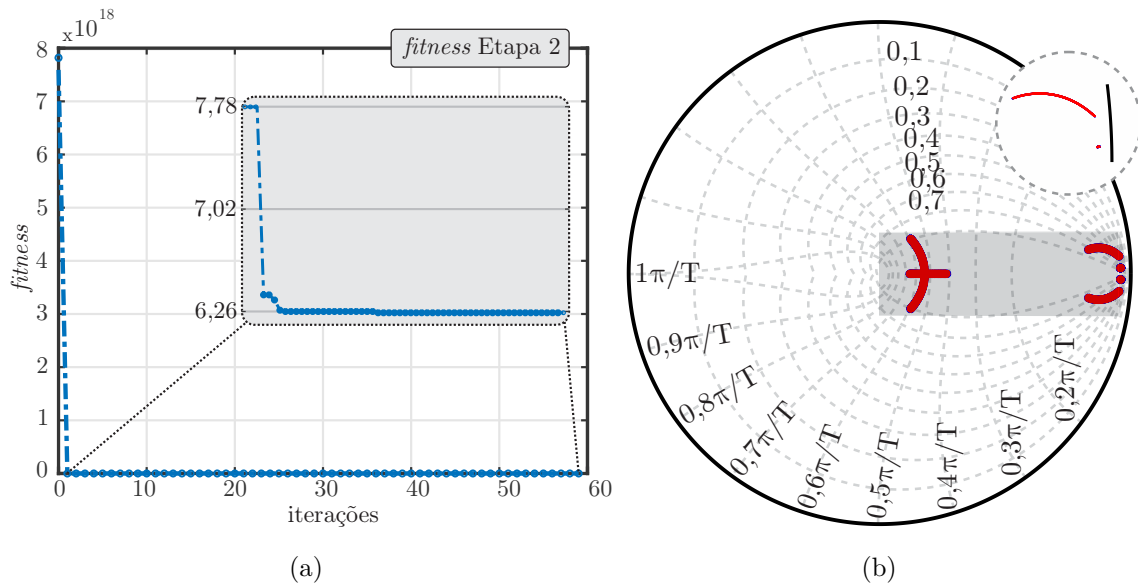 ×10^18
fitness Etapa 2
8
7
6
5
4
3
2
1
0
fitness
7,78
7,02
6,26
0
10
20
30
40
50
60
iterações
(a)
0,1
0,2
0,3
0,4
0,5
0,6
0,7
1π/T
0,9π/T
0,8π/T
0,7π/T
0,6π/T
0,5π/T
0,4π/T
0,3π/T
0,2π/T
(b)